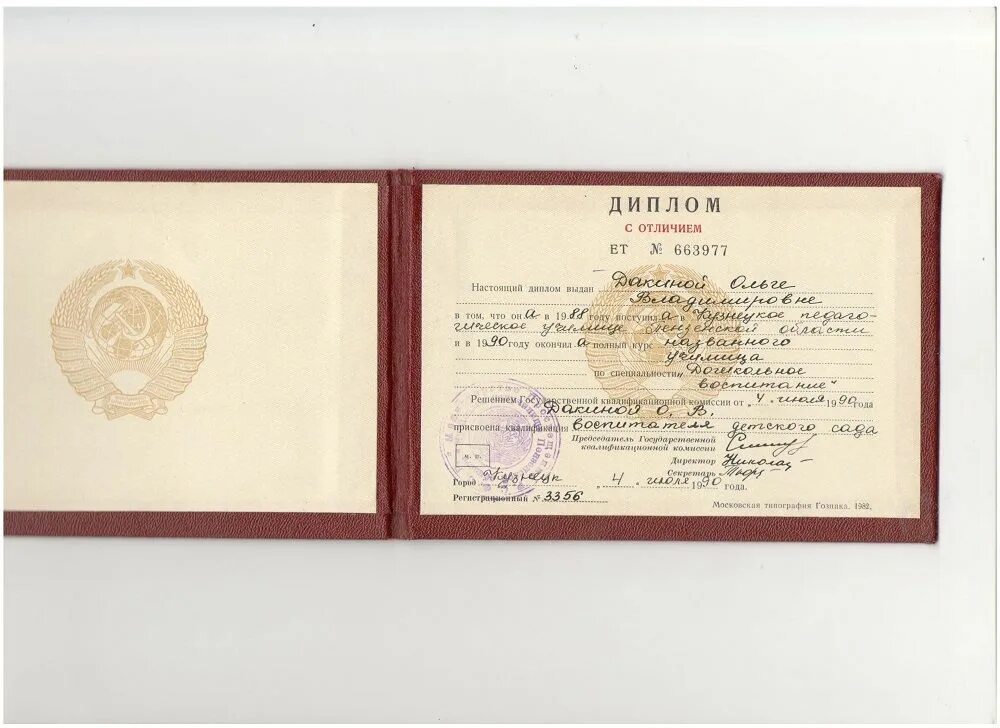 ДИПЛОМ
С ОТЛИЧИЕМ
ЕТ № 663977
Настоящий диплом выдан Дакиной Ольге
Владимировне
в том, что он а в 1988 году поступил а в Кузнецкое педаго-
гическое училище Пензенской области
и в 1990 году окончил а полный курс названного
училища
по специальности „Дошкольное
воспитание"
Решением Государственной квалификационной комиссии от „4" июля 1990 года
Дакиной О. В.
присвоена квалификация воспитателя детского сада
Председатель Государственной
квалификационной комиссии
Директор
Секретарь
М. П.
Город Кузнецк „4" июля 1990 года.
Регистрационный № 3356
Московская типография Гознака. 1982.